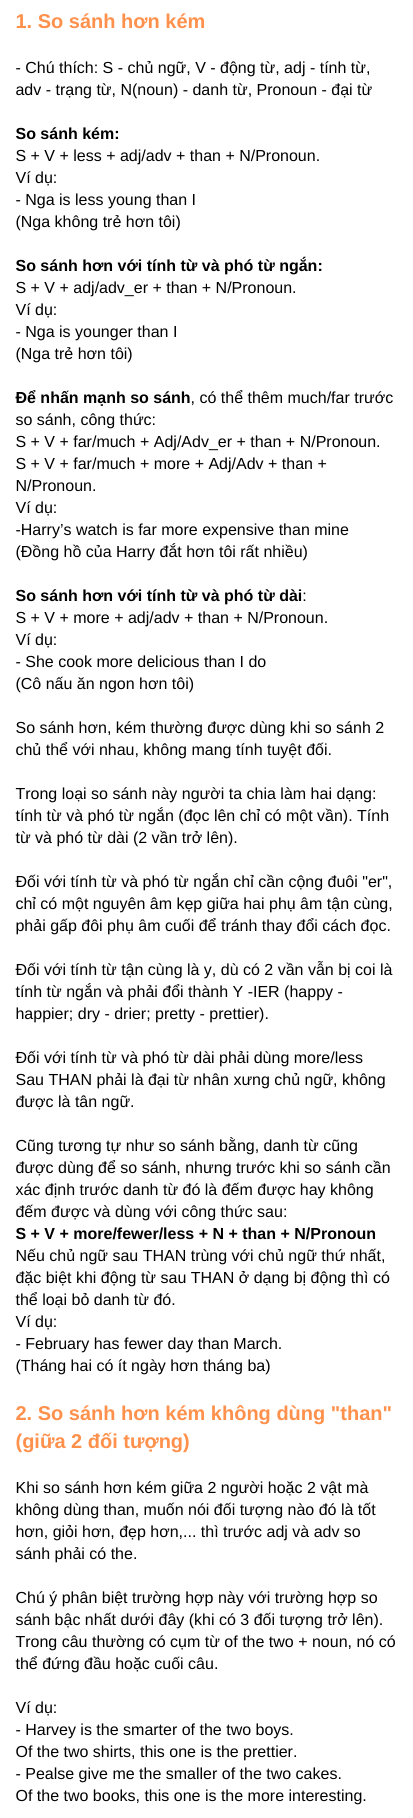 1. So sánh hơn kém
- Chú thích: S - chủ ngữ, V - động từ, adj - tính từ,
adv - trạng từ, N(noun) - danh từ, Pronoun - đại từ
So sánh kém:
S + V + less + adj/adv + than + N/Pronoun.
Ví dụ:
- Nga is less young than I
(Nga không trẻ hơn tôi)
So sánh hơn với tính từ và phó từ ngắn:
S + V + adj/adv_er + than + N/Pronoun.
Ví dụ:
- Nga is younger than I
(Nga trẻ hơn tôi)
Để nhấn mạnh so sánh, có thể thêm much/far trước
so sánh, công thức:
S + V + far/much + Adj/Adv_er + than + N/Pronoun.
S + V + far/much + more + Adj/Adv + than +
N/Pronoun.
Ví dụ:
-Harry’s watch is far more expensive than mine
(Đồng hồ của Harry đắt hơn tôi rất nhiều)
So sánh hơn với tính từ và phó từ dài:
S + V + more + adj/adv + than + N/Pronoun.
Ví dụ:
- She cook more delicious than I do
(Cô nấu ăn ngon hơn tôi)
So sánh hơn, kém thường được dùng khi so sánh 2
chủ thể với nhau, không mang tính tuyệt đối.
Trong loại so sánh này người ta chia làm hai dạng:
tính từ và phó từ ngắn (đọc lên chỉ có một vần). Tính
từ và phó từ dài (2 vần trở lên).
Đối với tính từ và phó từ ngắn chỉ cần cộng đuôi "er",
chỉ có một nguyên âm kẹp giữa hai phụ âm tận cùng,
phải gấp đôi phụ âm cuối để tránh thay đổi cách đọc.
Đối với tính từ tận cùng là y, dù có 2 vần vẫn bị coi là
tính từ ngắn và phải đổi thành Y -IER (happy -
happier; dry - drier; pretty - prettier).
Đối với tính từ và phó từ dài phải dùng more/less
Sau THAN phải là đại từ nhân xưng chủ ngữ, không
được là tân ngữ.
Cũng tương tự như so sánh bằng, danh từ cũng
được dùng để so sánh, nhưng trước khi so sánh cần
xác định trước danh từ đó là đếm được hay không
đếm được và dùng với công thức sau:
S + V + more/fewer/less + N + than + N/Pronoun
Nếu chủ ngữ sau THAN trùng với chủ ngữ thứ nhất,
đặc biệt khi động từ sau THAN ở dạng bị động thì có
thể loại bỏ danh từ đó.
Ví dụ:
- February has fewer day than March.
(Tháng hai có ít ngày hơn tháng ba)
2. So sánh hơn kém không dùng "than"
(giữa 2 đối tượng)
Khi so sánh hơn kém giữa 2 người hoặc 2 vật mà
không dùng than, muốn nói đối tượng nào đó là tốt
hơn, giỏi hơn, đẹp hơn,... thì trước adj và adv so
sánh phải có the.
Chú ý phân biệt trường hợp này với trường hợp so
sánh bậc nhất dưới đây (khi có 3 đối tượng trở lên).
Trong câu thường có cụm từ of the two + noun, nó có
thể đứng đầu hoặc cuối câu.
Ví dụ:
- Harvey is the smarter of the two boys.
Of the two shirts, this one is the prettier.
- Pealse give me the smaller of the two cakes.
Of the two books, this one is the more interesting.